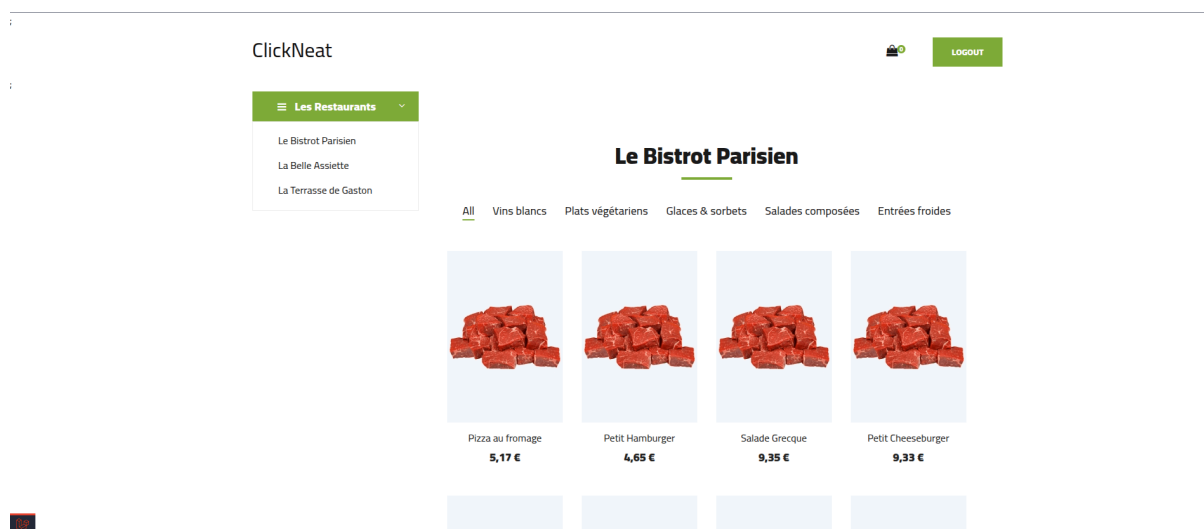 ;
ClickNeat
0
LOGOUT
;
Les Restaurants
Le Bistrot Parisien
La Belle Assiette
La Terrasse de Gaston
Le Bistrot Parisien
All Vins blancs Plats végétariens Glaces & sorbets Salades composées Entrées froides
Pizza au fromage Petit Hamburger Salade Grecque Petit Cheeseburger
5,17 € 4,65 € 9,35 € 9,33 €